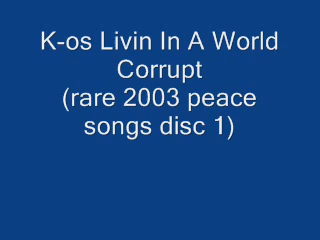 K-os Livin In A World
Corrupt
(rare 2003 peace
songs disc 1)